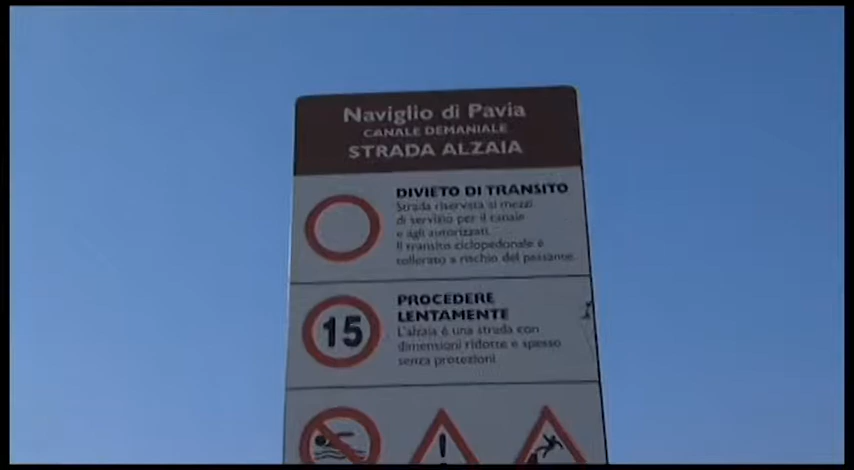 Naviglio di Pavia
CANALE DEMANIALE
STRADA ALZAIA
DIVIETO DI TRANSITO
Strada riservata ai mezzi
di servizio per il canale
e agli autorizzati.
Il transito ciclopedonale è
tollerato a rischio del passante.
PROCEDERE
LENTAMENTE
15
L'alzaia è una strada con
dimensioni ridotte e spesso
senza protezioni.